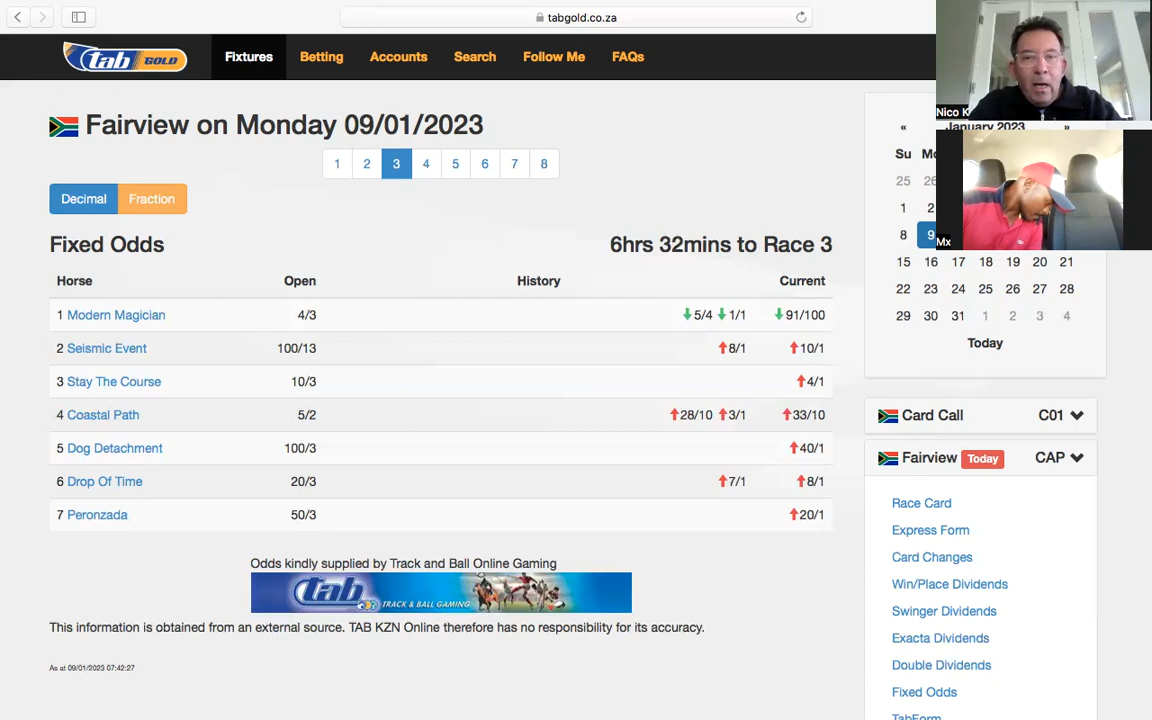 tabgold.co.za
tab GOLD
Fixtures Betting Accounts Search Follow Me FAQs
Nico K
Mx
Fairview on Monday 09/01/2023
1 2 3 4 5 6 7 8
Decimal Fraction
Fixed Odds 6hrs 32mins to Race 3
Horse Open History Current
1 Modern Magician 4/3 5/4 1/1 91/100
2 Seismic Event 100/13 8/1 10/1
3 Stay The Course 10/3 4/1
4 Coastal Path 5/2 28/10 3/1 33/10
5 Dog Detachment 100/3 40/1
6 Drop Of Time 20/3 7/1 8/1
7 Peronzada 50/3 20/1
Odds kindly supplied by Track and Ball Online Gaming
tab TRACK & BALL GAMING
This information is obtained from an external source. TAB KZN Online therefore has no responsibility for its accuracy.
As at 09/01/2023 07:42:27
« January 2023 »
Su
25
1 2
8 9
15 16 17 18 19 20 21
22 23 24 25 26 27 28
29 30 31 1 2 3 4
Today
Card Call C01
Fairview Today CAP
Race Card
Express Form
Card Changes
Win/Place Dividends
Swinger Dividends
Exacta Dividends
Double Dividends
Fixed Odds
TabForm